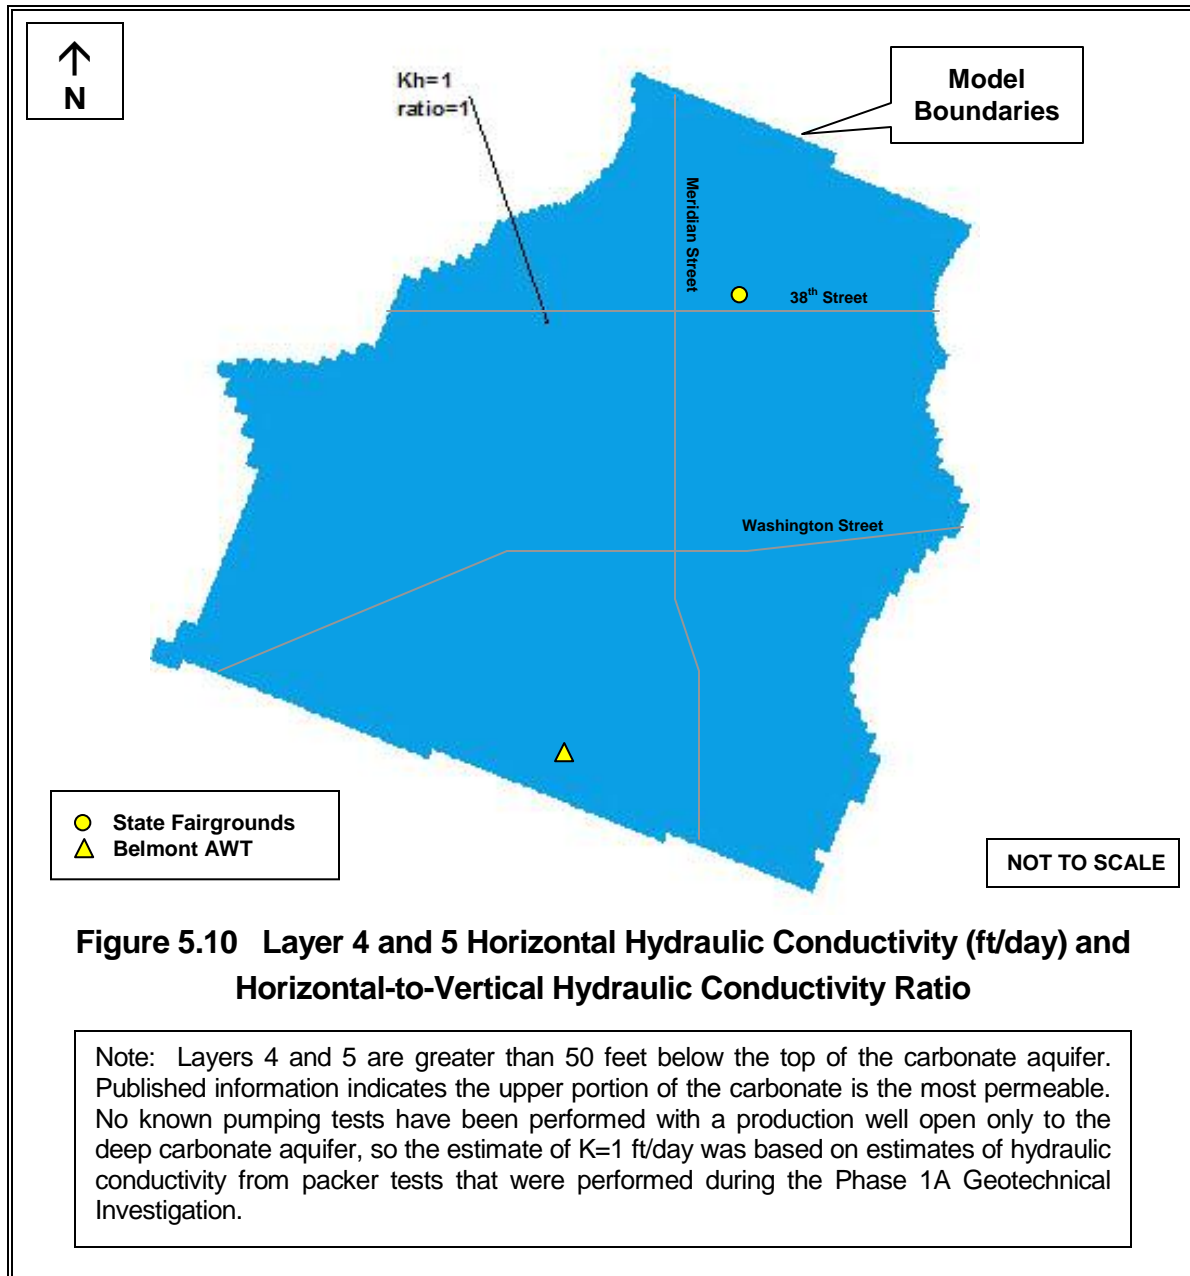 N
Kh=1
ratio=1
Model
Boundaries
Meridian Street
38th Street
Washington Street
State Fairgrounds
Belmont AWT
NOT TO SCALE
Figure 5.10 Layer 4 and 5 Horizontal Hydraulic Conductivity (ft/day) and
Horizontal-to-Vertical Hydraulic Conductivity Ratio
Note: Layers 4 and 5 are greater than 50 feet below the top of the carbonate aquifer.
Published information indicates the upper portion of the carbonate is the most permeable.
No known pumping tests have been performed with a production well open only to the
deep carbonate aquifer, so the estimate of K=1 ft/day was based on estimates of hydraulic
conductivity from packer tests that were performed during the Phase 1A Geotechnical
Investigation.